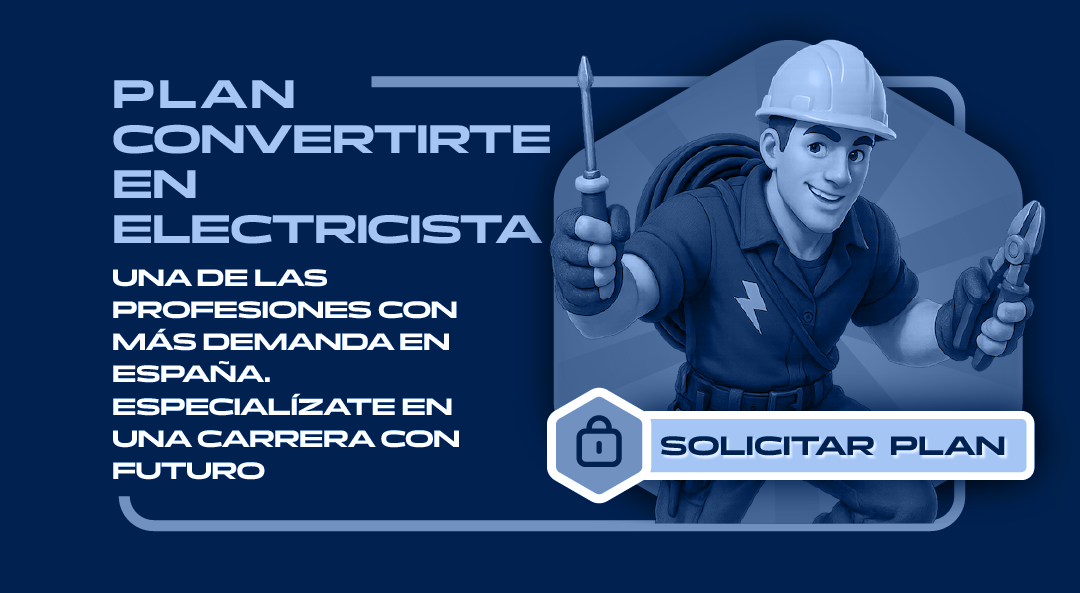 PLAN
CONVERTIRTE
EN
ELECTRICISTA
UNA DE LAS
PROFESIONES CON
MÁS DEMANDA EN
ESPAÑA.
ESPECIALÍZATE EN
UNA CARRERA CON
FUTURO
SOLICITAR PLAN